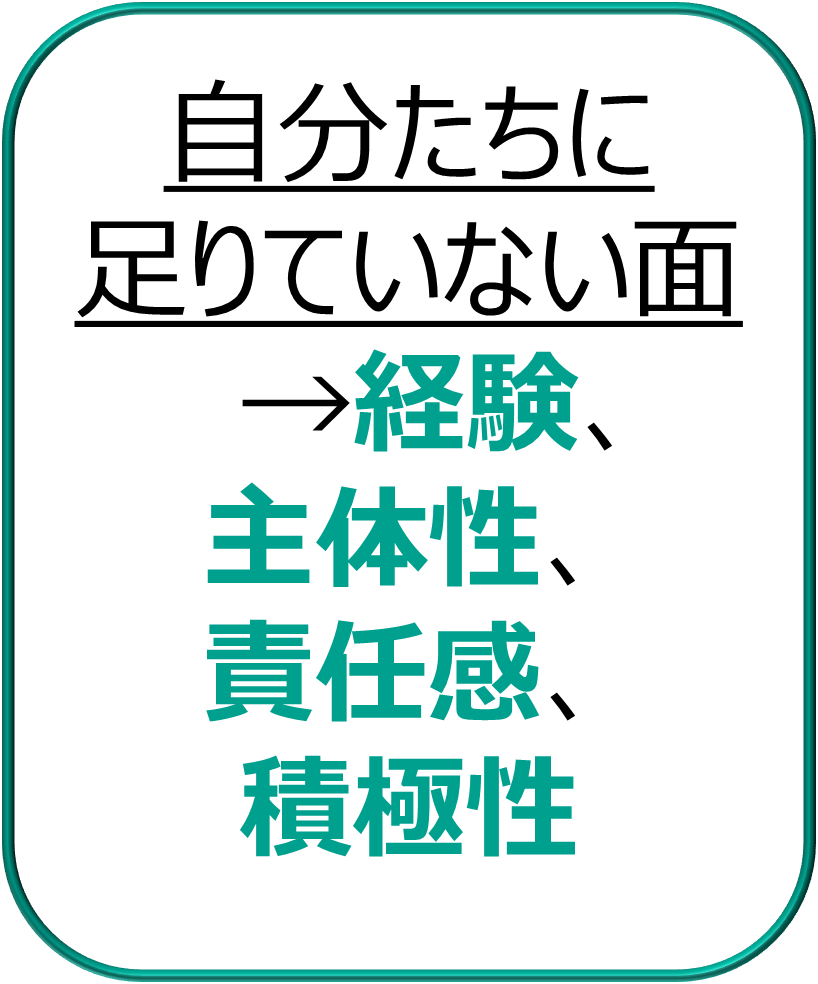 自分たちに
足りていない面
→経験、
主体性、
責任感、
積極性